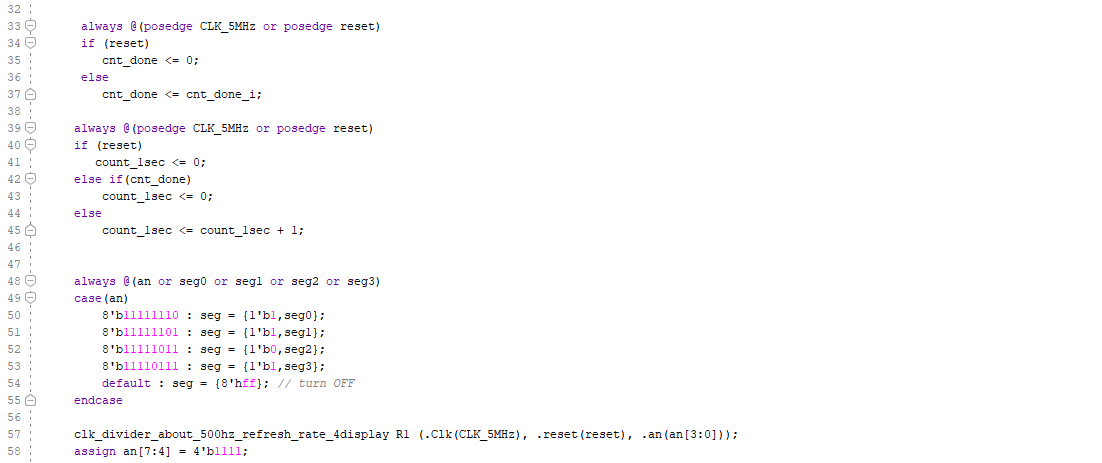 32
33 always @(posedge CLK_5MHz or posedge reset)
34 if (reset)
35 cnt_done <= 0;
36 else
37 cnt_done <= cnt_done_i;
38
39 always @(posedge CLK_5MHz or posedge reset)
40 if (reset)
41 count_1sec <= 0;
42 else if(cnt_done)
43 count_1sec <= 0;
44 else
45 count_1sec <= count_1sec + 1;
46
47
48 always @(an or seg0 or seg1 or seg2 or seg3)
49 case(an)
50 8'b11111110 : seg = {1'b1,seg0};
51 8'b11111101 : seg = {1'b1,seg1};
52 8'b11111011 : seg = {1'b0,seg2};
53 8'b11110111 : seg = {1'b1,seg3};
54 default : seg = {8'hff}; // turn OFF
55 endcase
56
57 clk_divider_about_500hz_refresh_rate_4display R1 (.Clk(CLK_5MHz), .reset(reset), .an(an[3:0]));
58 assign an[7:4] = 4'b1111;